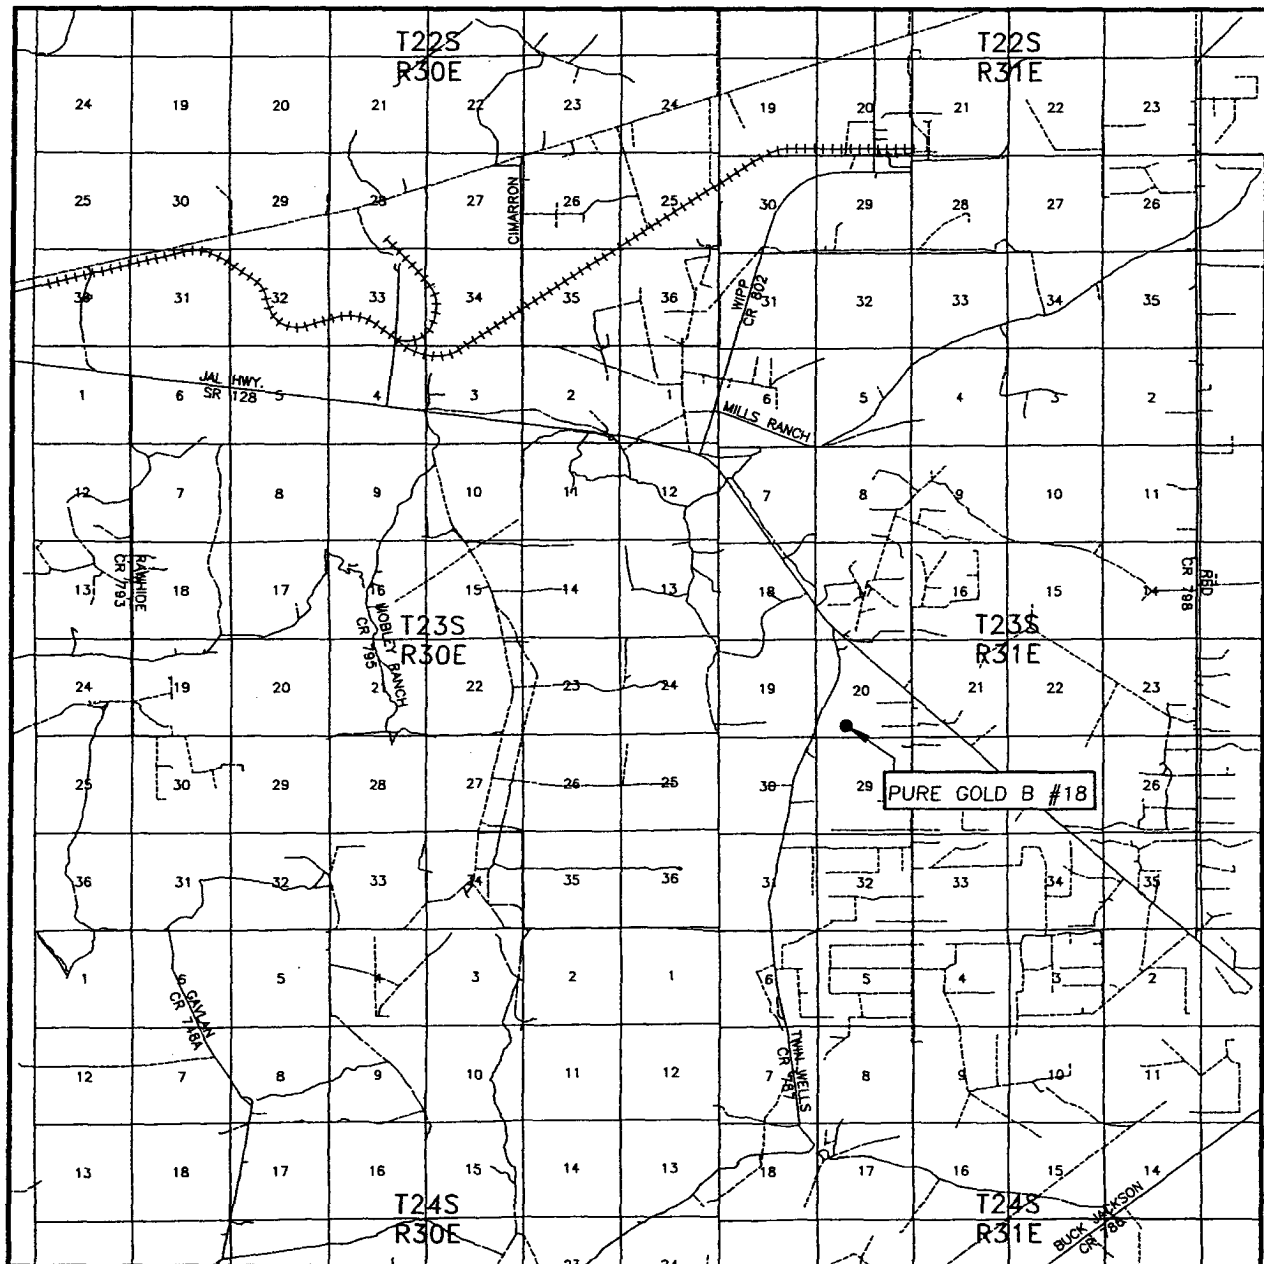 T22S T22S
R30E R31E
24 19 20 21 22 23 24 19 20 21 22 23
25 30 29 28 27 26 25 30 29 28 27 26
CIMARRON
36 31 32 33 34 35 36 31 32 33 34 35
WIPP
CR 802
JAL HWY.
SR 128
1 6 5 4 3 2 1 6 5 4 3 2
MILLS RANCH
12 7 8 9 10 11 12 7 8 9 10 11
RAWHIDE
CR 793
RBD
CR 798
13 18 17 16 15 14 13 18 17 16 15 14
MOBLEY RANCH
CR 795
T23S T23S
R30E R31E
24 19 20 21 22 23 24 19 20 21 22 23
25 30 29 28 27 26 25 30 29 26
PURE GOLD B #18
36 31 32 33 34 35 36 31 32 33 34 35
1 6 5 4 3 2 1 6 5 4 3 2
GAVLAN
CR 748A
TWIN WELLS
CR 787
12 7 8 9 10 11 12 7 8 9 10 11
13 18 17 16 15 14 13 18 17 16 15 14
T24S T24S
R30E R31E
BUCK JACKSON
CR 786
23 24